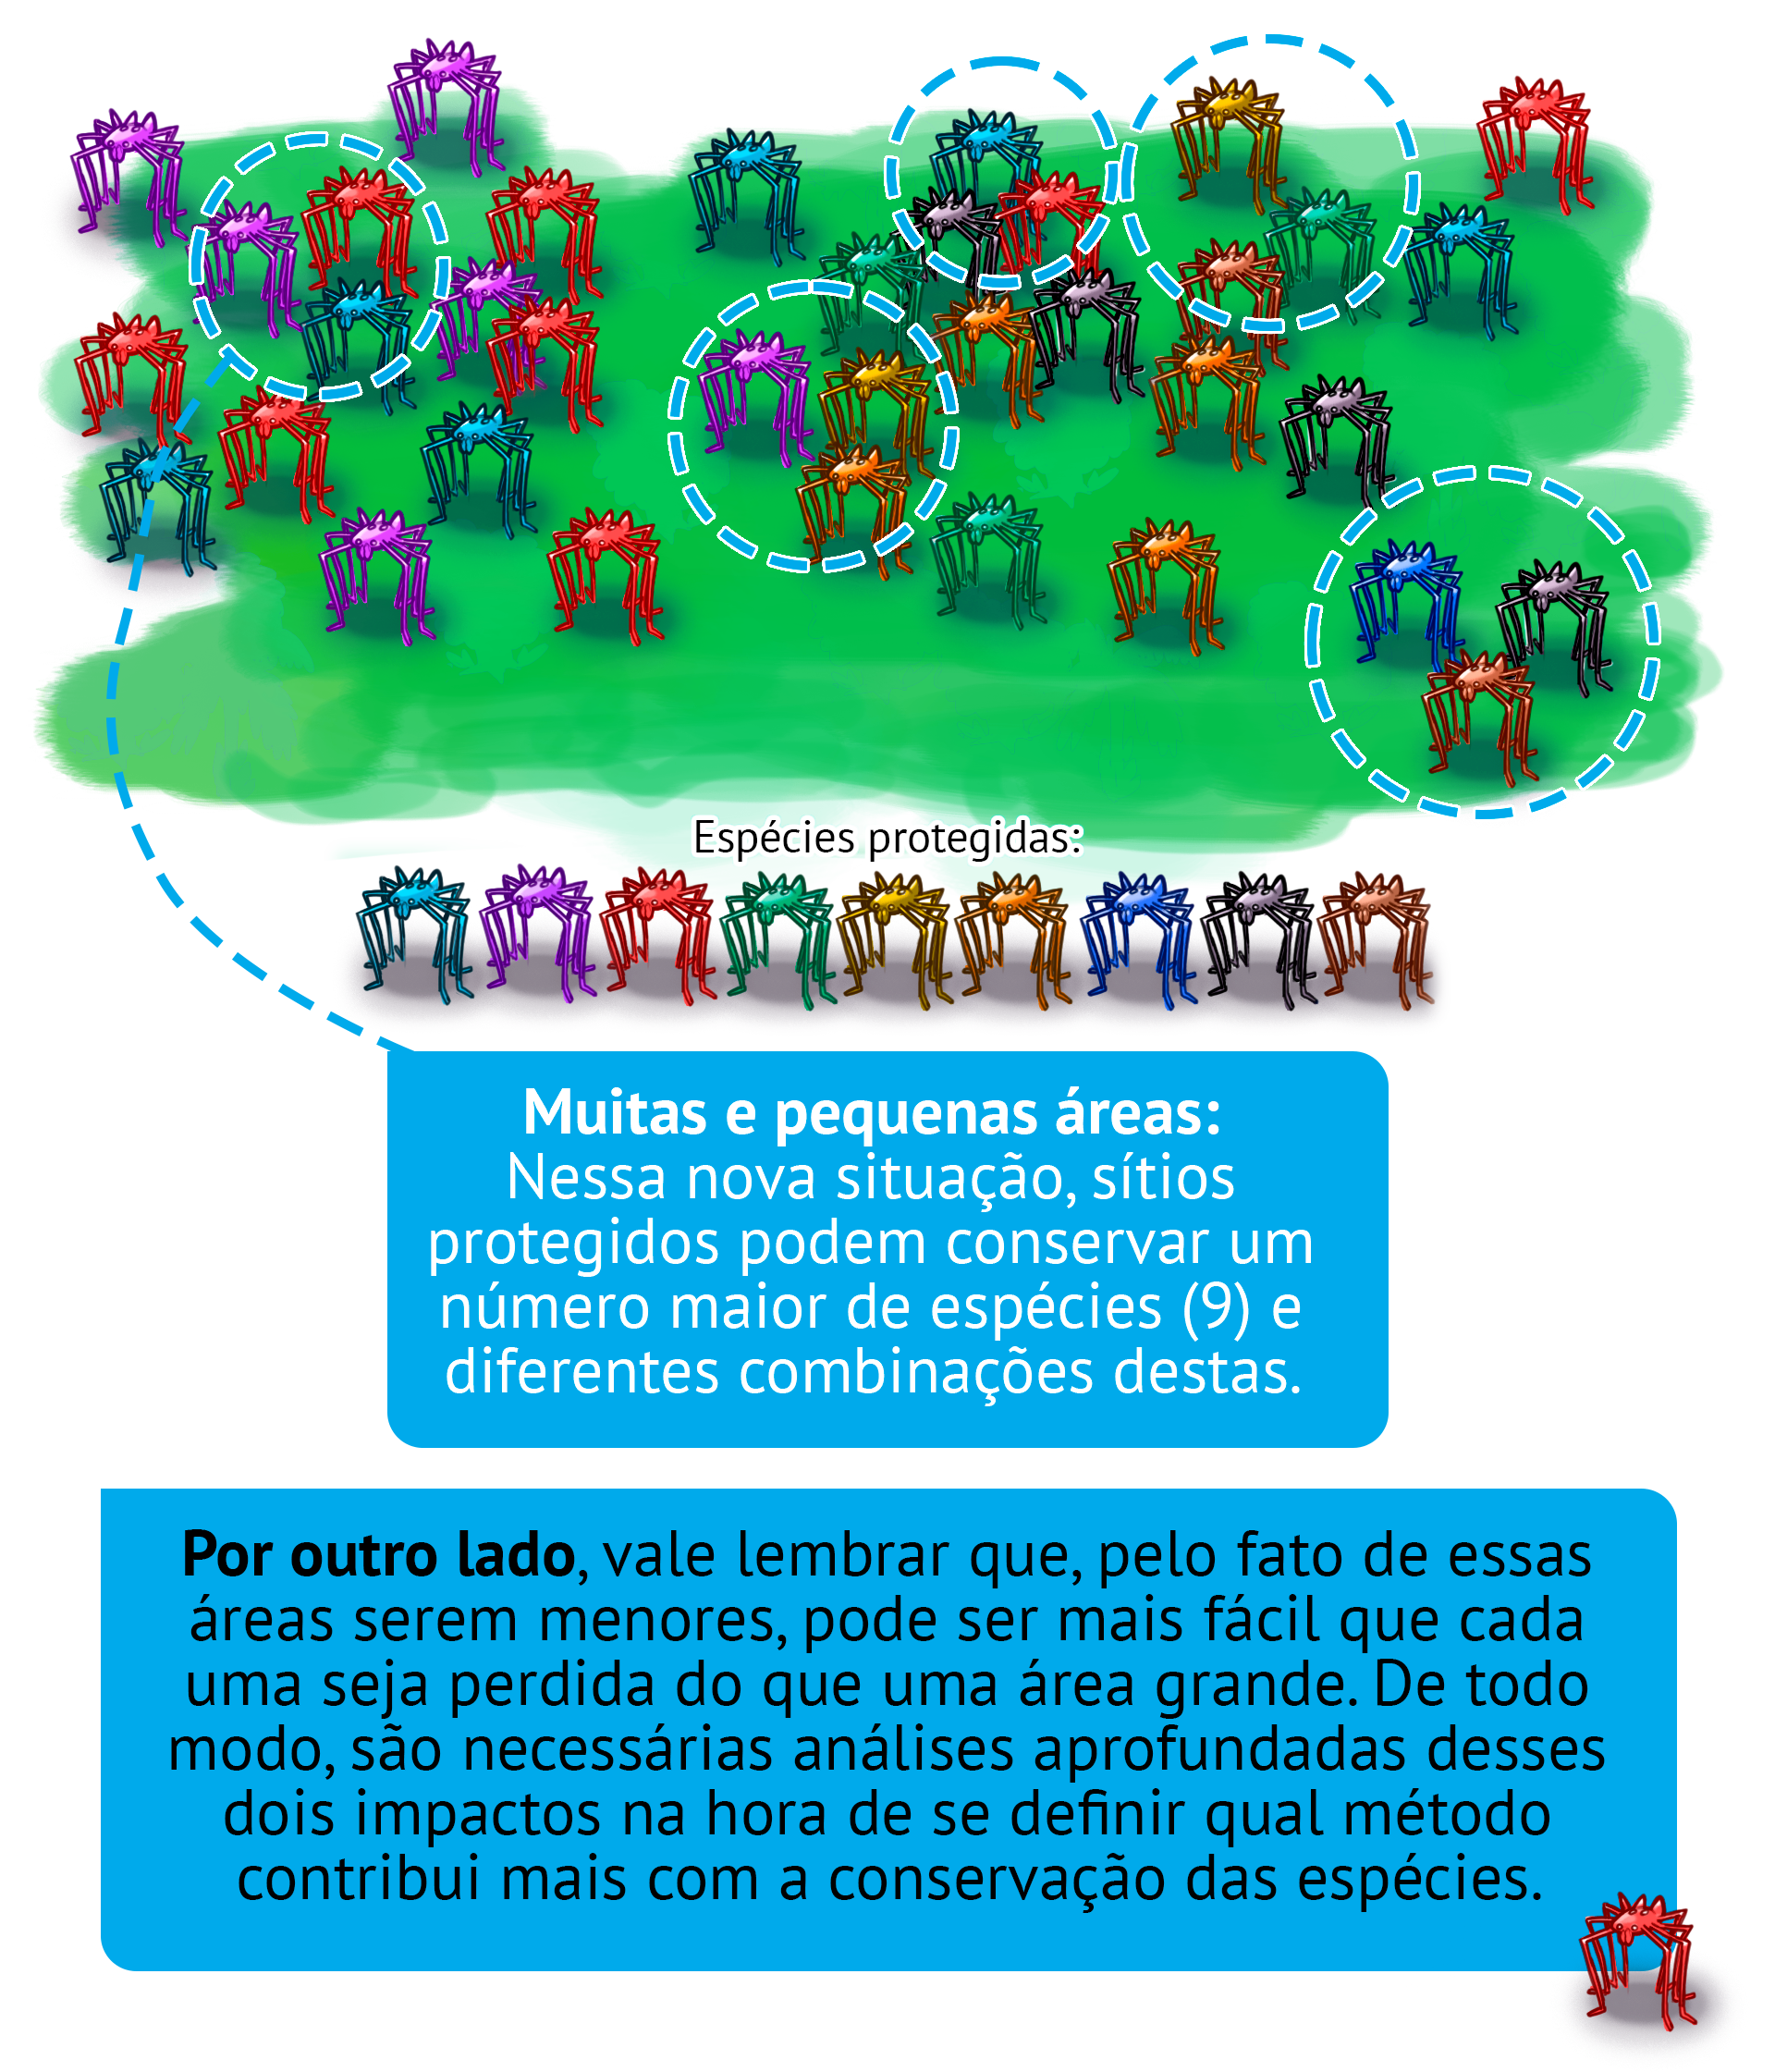 Espécies protegidas:
Muitas e pequenas áreas:
Nessa nova situação, sítios
protegidos podem conservar um
número maior de espécies (9) e
diferentes combinações destas.
Por outro lado, vale lembrar que, pelo fato de essas
áreas serem menores, pode ser mais fácil que cada
uma seja perdida do que uma área grande. De todo
modo, são necessárias análises aprofundadas desses
dois impactos na hora de se definir qual método
contribui mais com a conservação das espécies.